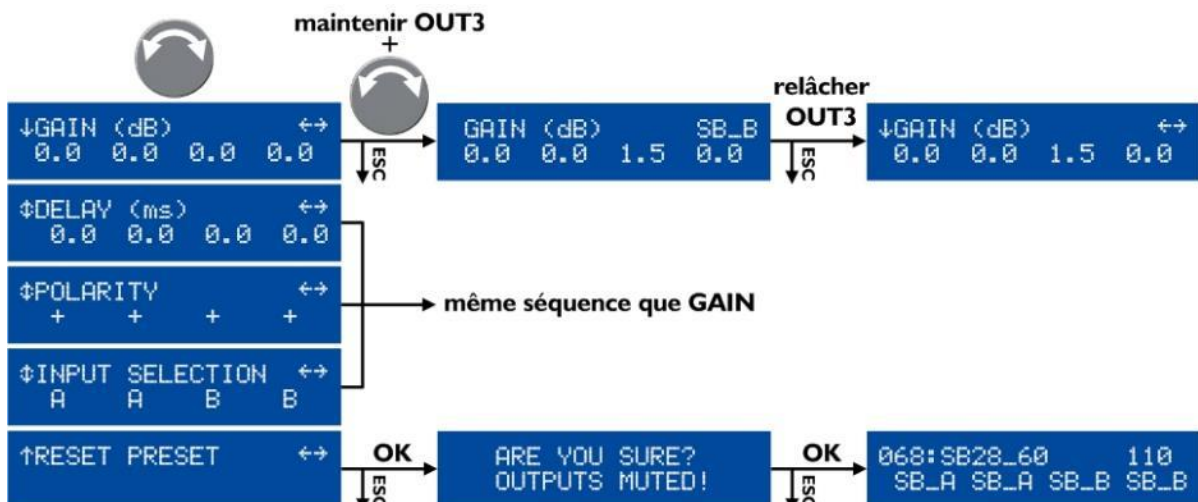 maintenir OUT3
+
relâcher
OUT3
↓GAIN (dB) ↔
0.0 0.0 0.0 0.0
ESC
GAIN (dB) SB_B
0.0 0.0 1.5 0.0
ESC
↓GAIN (dB) ↔
0.0 0.0 1.5 0.0
↕DELAY (ms) ↔
0.0 0.0 0.0 0.0
↕POLARITY ↔
+ + + +
même séquence que GAIN
↕INPUT SELECTION ↔
A A B B
↑RESET PRESET ↔
OK
ESC
ARE YOU SURE?
OUTPUTS MUTED!
OK
ESC
068:SB28_60 110
SB_A SB_A SB_B SB_B